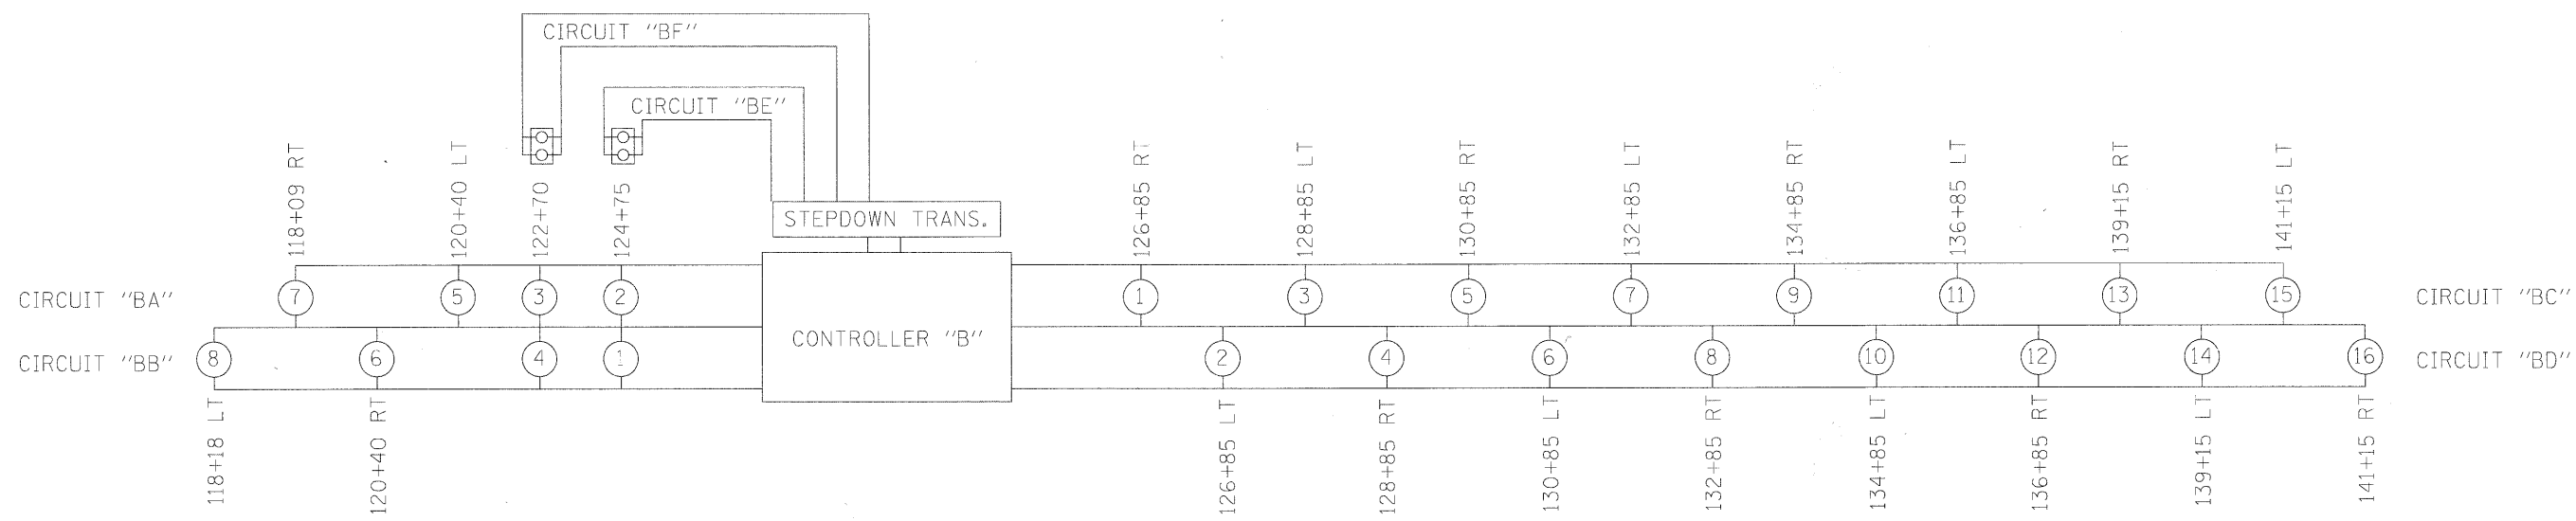 CIRCUIT "BF"
CIRCUIT "BE"
118+09 RT
120+40 LT
122+70
124+75
126+85 RT
128+85 LT
130+85 RT
132+85 LT
134+85 RT
136+85 LT
139+15 RT
141+15 LT
STEPDOWN TRANS.
CIRCUIT "BA"
7
5
3
2
1
3
5
7
9
11
13
15
CIRCUIT "BC"
CONTROLLER "B"
CIRCUIT "BB"
8
6
4
1
2
4
6
8
10
12
14
16
CIRCUIT "BD"
118+18 LT
120+40 RT
126+85 LT
128+85 RT
130+85 LT
132+85 RT
134+85 LT
136+85 RT
139+15 LT
141+15 RT